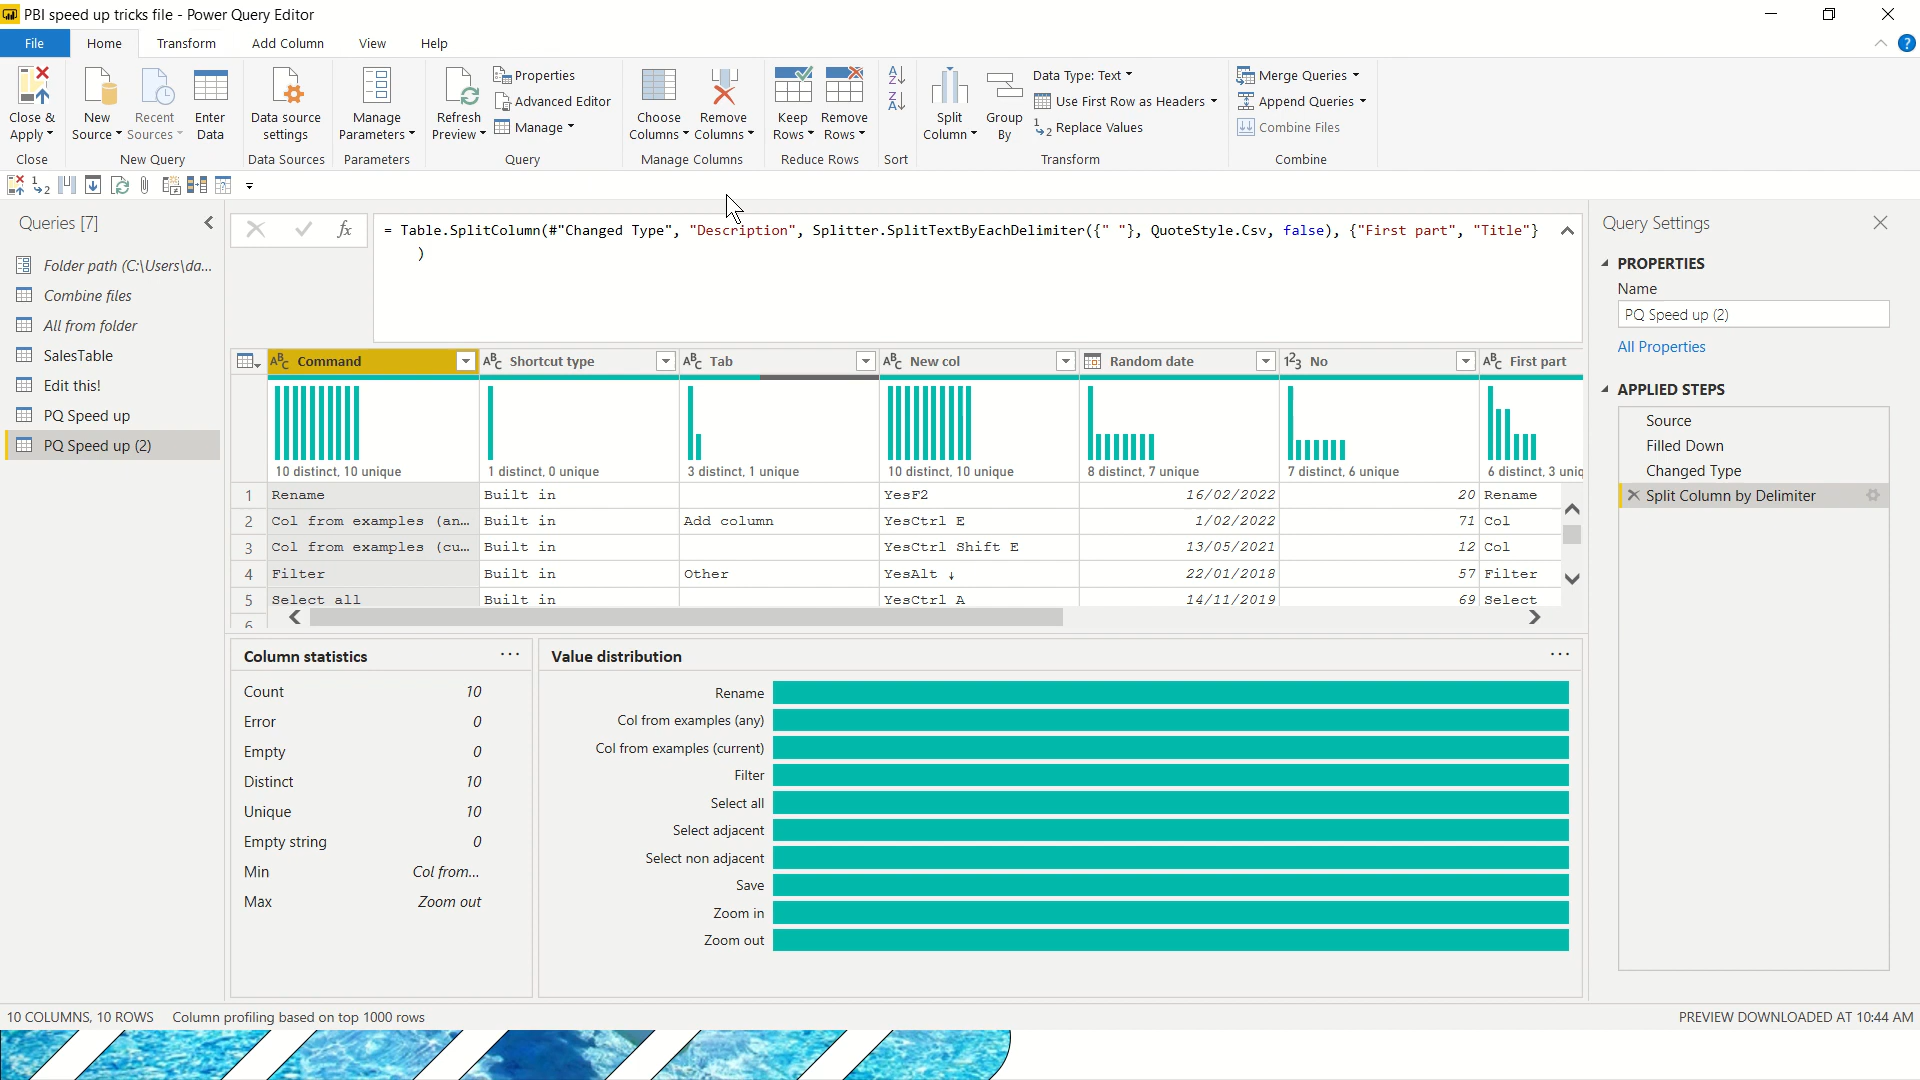 PBI speed up tricks file - Power Query Editor
File Home Transform Add Column View Help
Close & Apply
Close
New Source
Recent Sources
Enter Data
New Query
Data source settings
Data Sources
Manage Parameters
Parameters
Refresh Preview
Properties
Advanced Editor
Manage
Query
Choose Columns
Remove Columns
Manage Columns
Keep Rows
Remove Rows
Reduce Rows
Sort
Split Column
Group By
Data Type: Text
Use First Row as Headers
Replace Values
Transform
Merge Queries
Append Queries
Combine Files
Combine
Queries [7]
Folder path (C:\Users\da...
Combine files
All from folder
SalesTable
Edit this!
PQ Speed up
PQ Speed up (2)
fx
= Table.SplitColumn(#"Changed Type", "Description", Splitter.SplitTextByEachDelimiter({" "}, QuoteStyle.Csv, false), {"First part", "Title"}
)
Command Shortcut type Tab New col Random date No First part
10 distinct, 10 unique 1 distinct, 0 unique 3 distinct, 1 unique 10 distinct, 10 unique 8 distinct, 7 unique 7 distinct, 6 unique 6 distinct, 3 uniq
1 Rename Built in YesF2 16/02/2022 20 Rename
2 Col from examples (an... Built in Add column YesCtrl E 1/02/2022 71 Col
3 Col from examples (cu... Built in YesCtrl Shift E 13/05/2021 12 Col
4 Filter Built in Other YesAlt ↓ 22/01/2018 57 Filter
5 Select all Built in YesCtrl A 14/11/2019 69 Select
6
Column statistics
Count 10
Error 0
Empty 0
Distinct 10
Unique 10
Empty string 0
Min Col from...
Max Zoom out
Value distribution
Rename
Col from examples (any)
Col from examples (current)
Filter
Select all
Select adjacent
Select non adjacent
Save
Zoom in
Zoom out
Query Settings
PROPERTIES
Name
PQ Speed up (2)
All Properties
APPLIED STEPS
Source
Filled Down
Changed Type
Split Column by Delimiter
10 COLUMNS, 10 ROWS Column profiling based on top 1000 rows
PREVIEW DOWNLOADED AT 10:44 AM